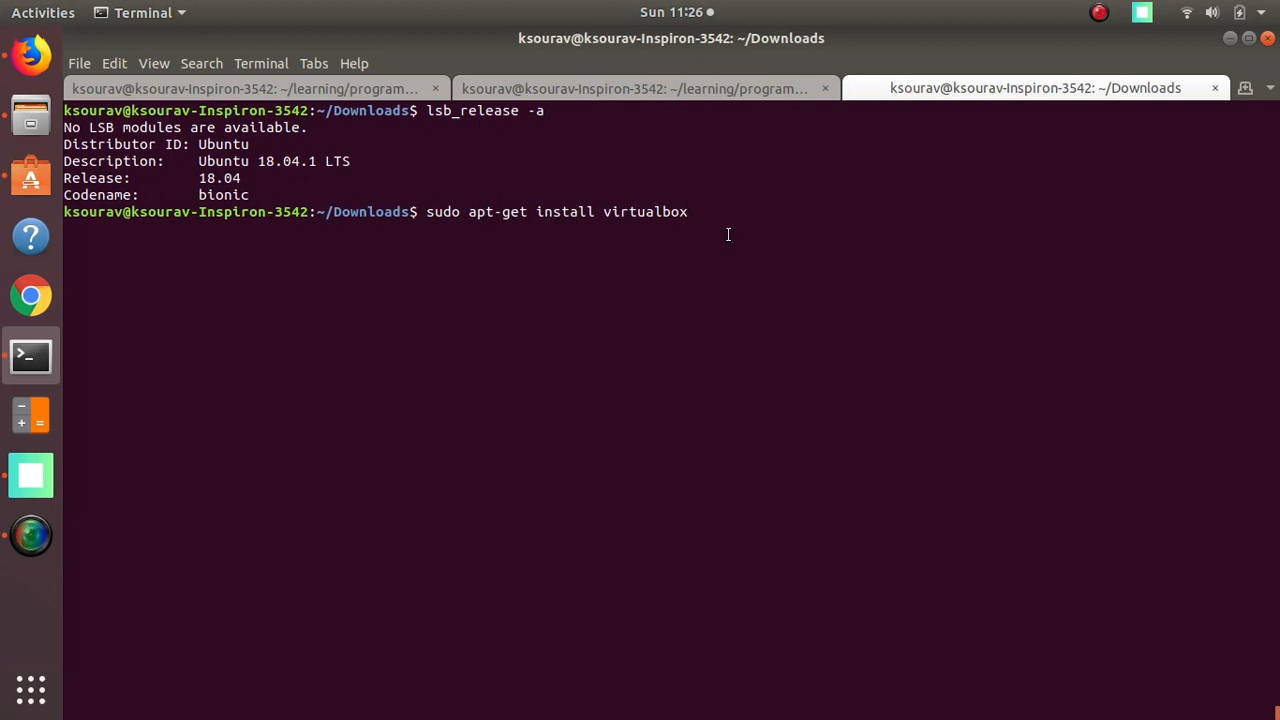 Activities Terminal Sun 11:26
ksourav@ksourav-Inspiron-3542: ~/Downloads
File Edit View Search Terminal Tabs Help
ksourav@ksourav-Inspiron-3542: ~/learning/program… × ksourav@ksourav-Inspiron-3542: ~/learning/program… × ksourav@ksourav-Inspiron-3542: ~/Downloads ×
ksourav@ksourav-Inspiron-3542:~/Downloads$ lsb_release -a
No LSB modules are available.
Distributor ID: Ubuntu
Description:    Ubuntu 18.04.1 LTS
Release:        18.04
Codename:       bionic
ksourav@ksourav-Inspiron-3542:~/Downloads$ sudo apt-get install virtualbox